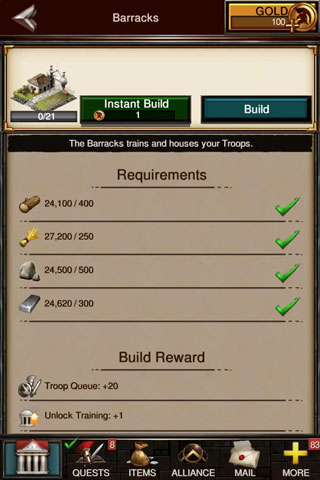 Barracks
GOLD
100
0/21
Instant Build
1
Build
The Barracks trains and houses your Troops.
Requirements
24,100 / 400
27,200 / 250
24,500 / 500
24,620 / 300
Build Reward
Troop Queue: +20
Unlock Training: +1
8
83
QUESTS
ITEMS
ALLIANCE
MAIL
MORE